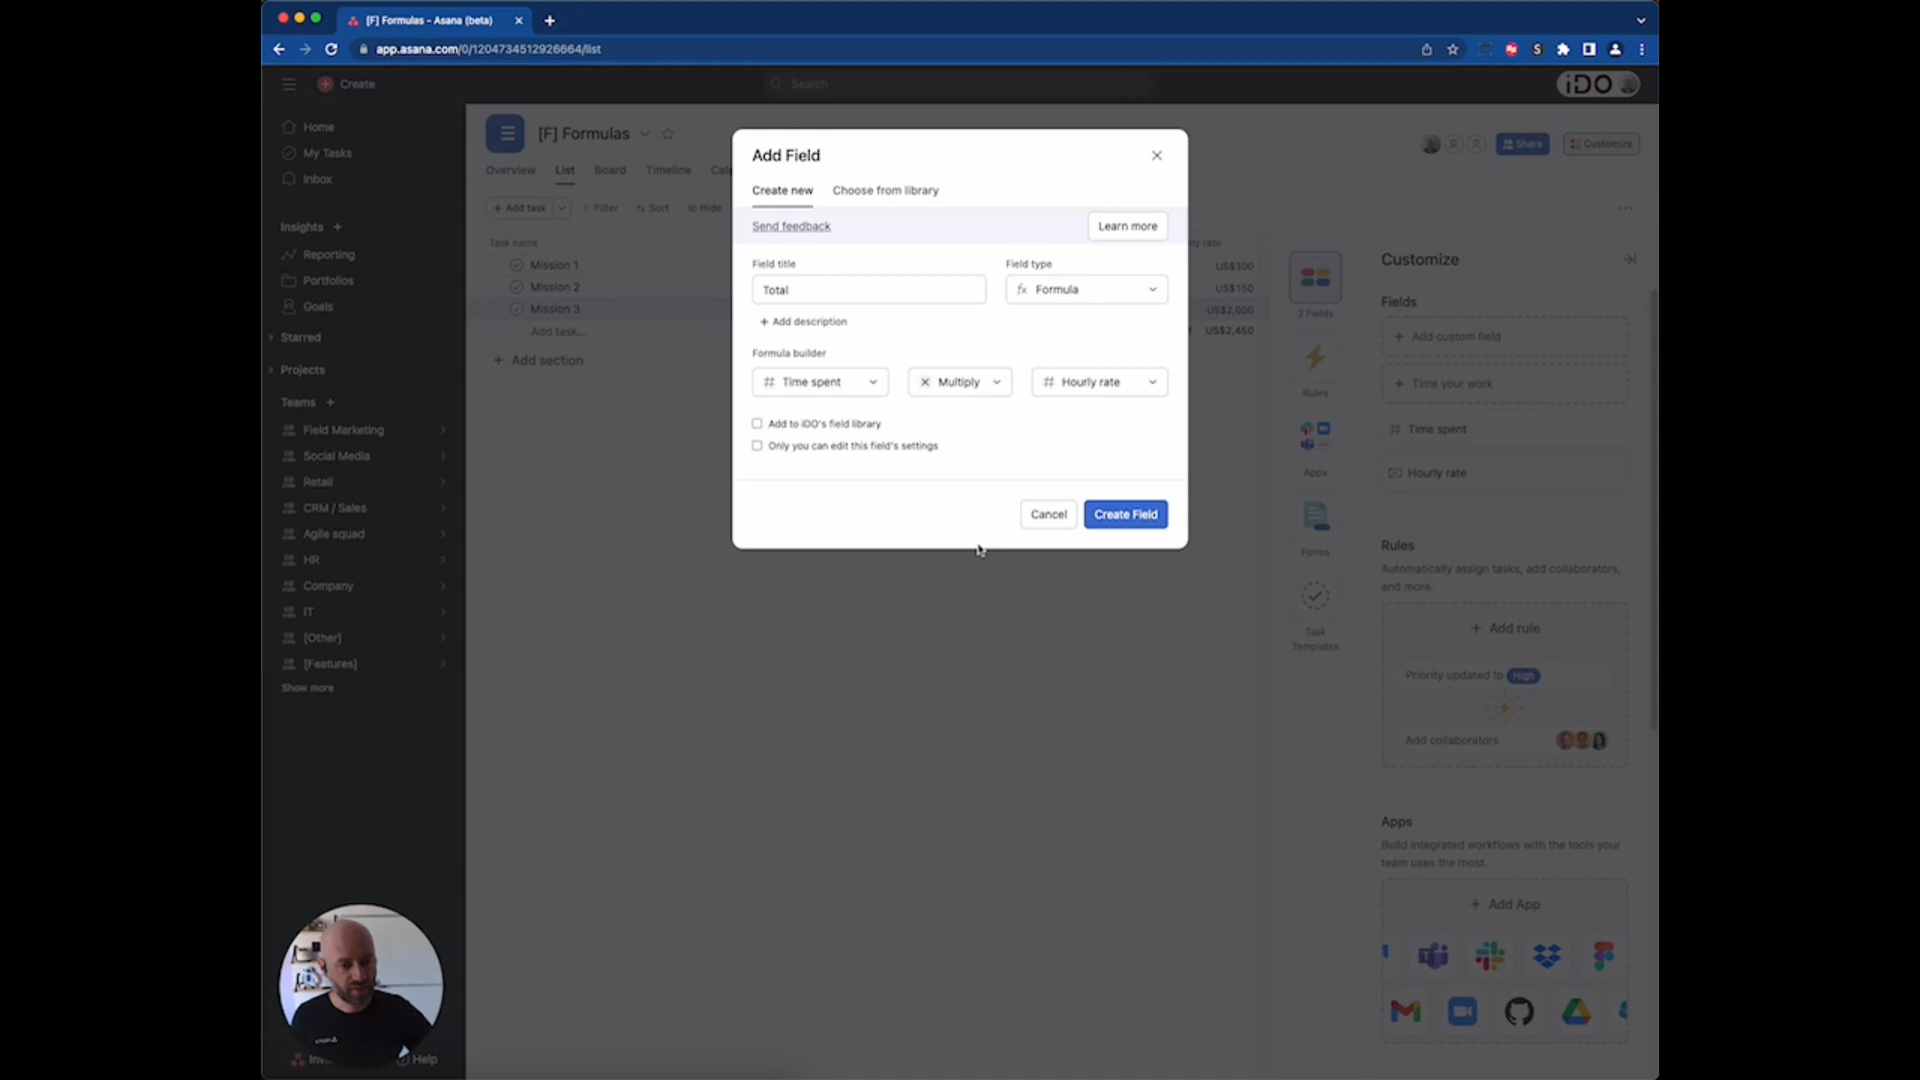 [F] Formulas - Asana (beta)
app.asana.com/0/1204734512926664/list
Create
Search
iDO
Home
My Tasks
Inbox
Insights
Reporting
Portfolios
Goals
Starred
Projects
Teams
Field Marketing
Social Media
Retail
CRM / Sales
Agile squad
HR
Company
IT
[Other]
[Features]
Show more
Help
[F] Formulas
Share
Customize
Overview
List
Board
Timeline
+ Add task
Filter
Sort
Hide
Task name
Mission 1
US$300
Mission 2
US$150
Mission 3
US$2,000
Add task...
US$2,450
+ Add section
Add Field
Create new
Choose from library
Send feedback
Learn more
Field title
Field type
Total
fx Formula
+ Add description
Formula builder
# Time spent
× Multiply
# Hourly rate
Add to iDO's field library
Only you can edit this field's settings
Cancel
Create Field
2 Fields
Rules
Apps
Forms
Task
Templates
Customize
Fields
+ Add custom field
+ Time your work
# Time spent
Hourly rate
Rules
Automatically assign tasks, add collaborators,
and more.
+ Add rule
Priority updated to High
Add collaborators
Apps
Build integrated workflows with the tools your
team uses the most.
+ Add App